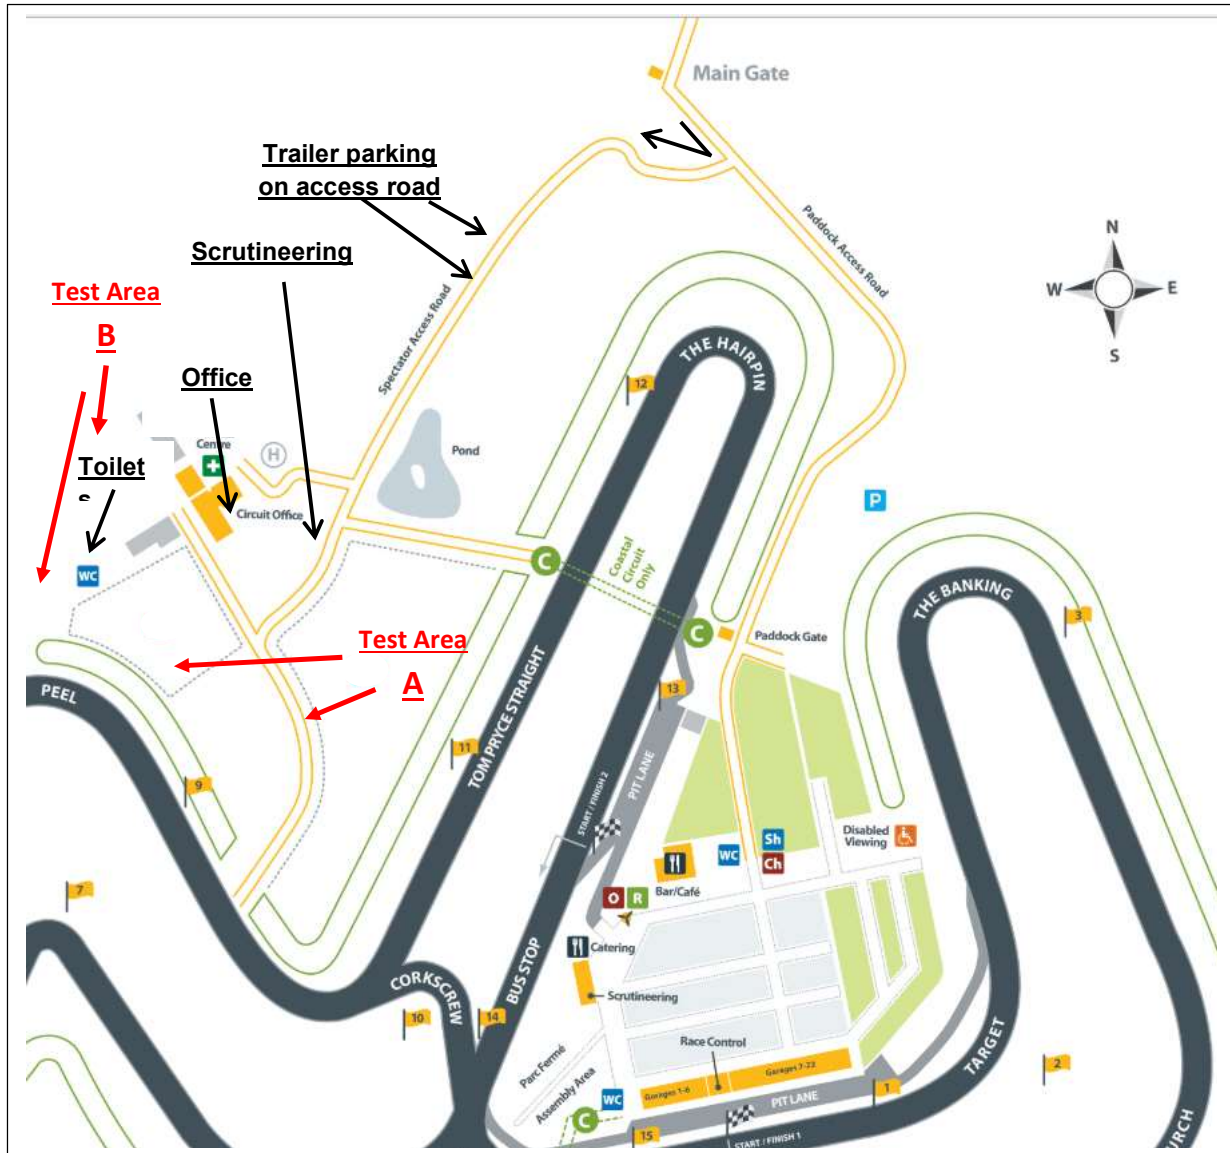 Main Gate
Trailer parking
on access road
Paddock Access Road
N
W
E
S
Scrutineering
Test Area
B
Spectator Access Road
THE HAIRPIN
12
Office
Centre
H
Pond
Toilet
Circuit Office
P
WC
C
Coastal
Circuit
Only
C
THE BANKING
3
Paddock Gate
Test Area
A
PEEL
TOM PRYCE STRAIGHT
13
11
9
PIT LANE
START / FINISH 2
Sh
WC
Ch
Disabled
Viewing
Bar/Café
7
O
R
Catering
BUS STOP
CORKSCREW
Scrutineering
10
14
Race Control
TARGET
Parc Fermé
Assembly Area
Garages 7-22
Garages 1-6
2
1
WC
PIT LANE
C
15
START / FINISH 1